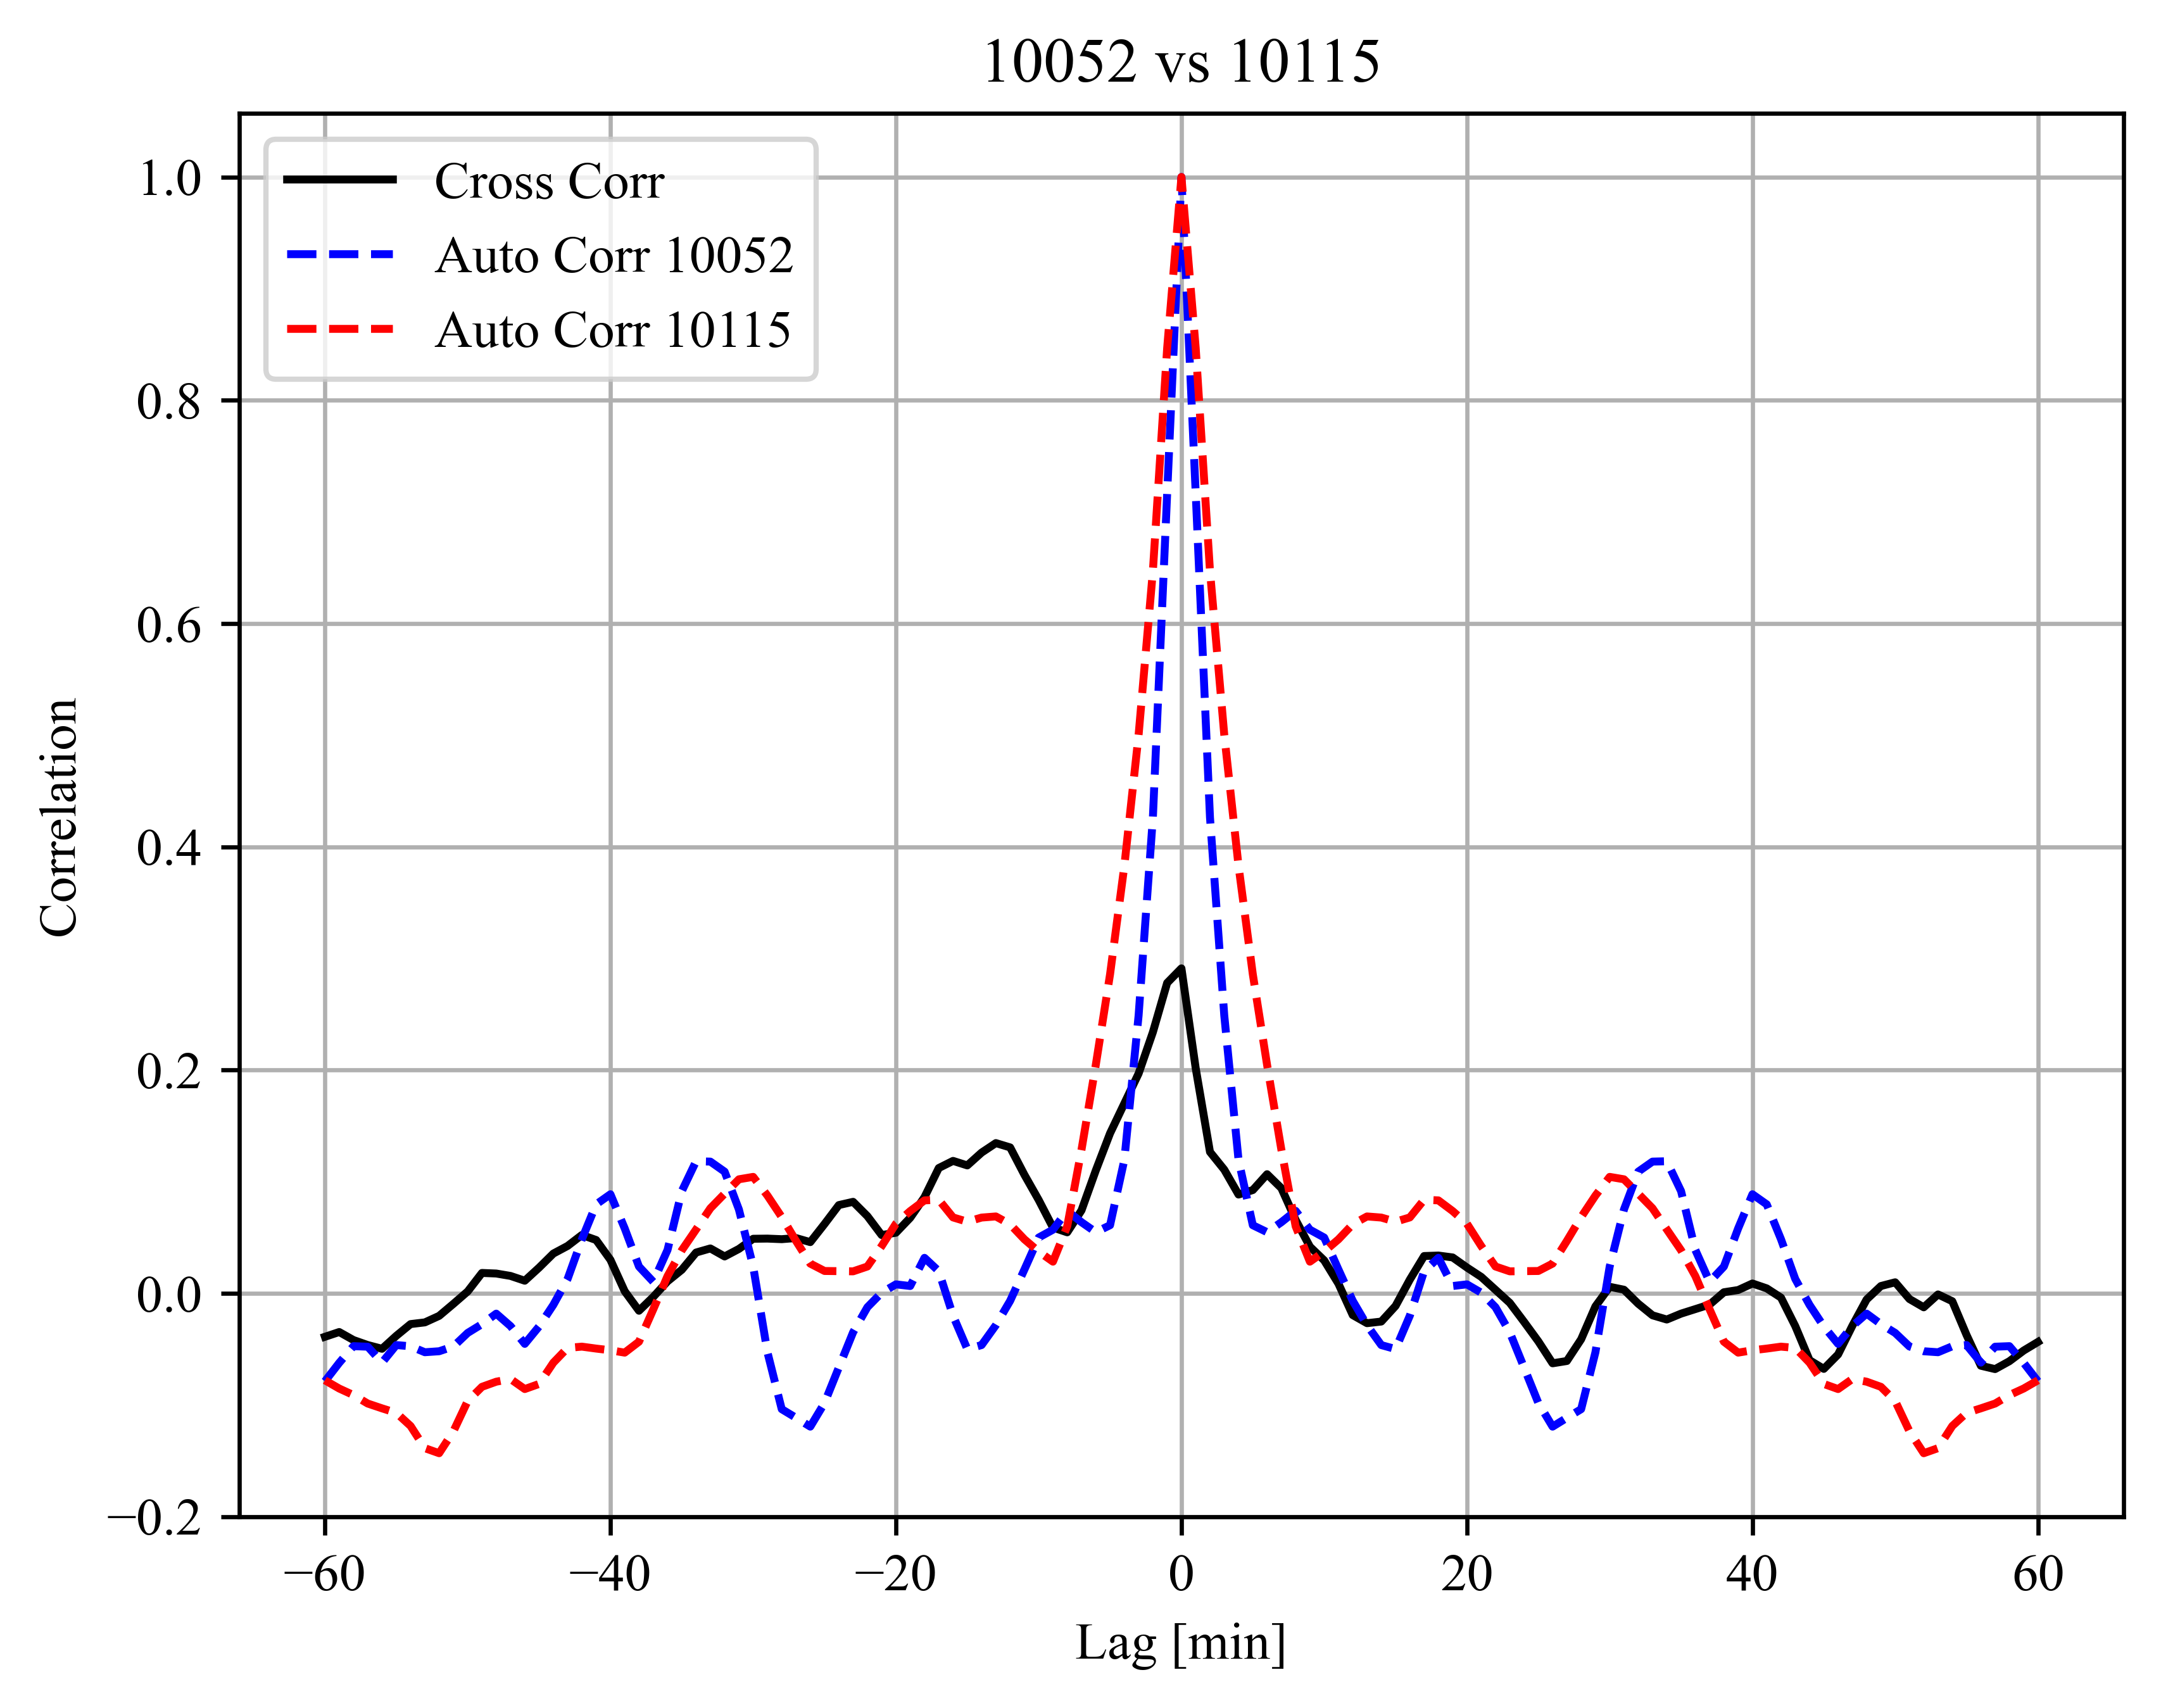 10052 vs 10115
Cross Corr
Auto Corr 10052
Auto Corr 10115
1.0
0.8
0.6
0.4
0.2
0.0
−0.2
Correlation
−60 −40 −20 0 20 40 60
Lag [min]